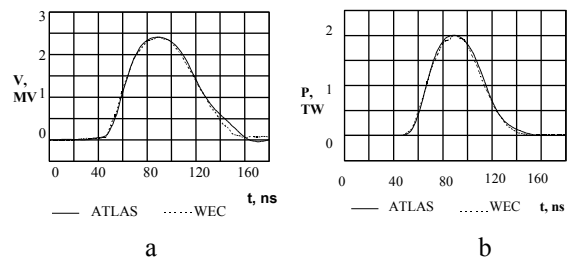 3
2
V,
MV
1
0
0 40 80 120 160
t, ns
ATLAS WEC
a
2
P,
TW
1
0
0 40 80 120 160
t, ns
ATLAS WEC
b